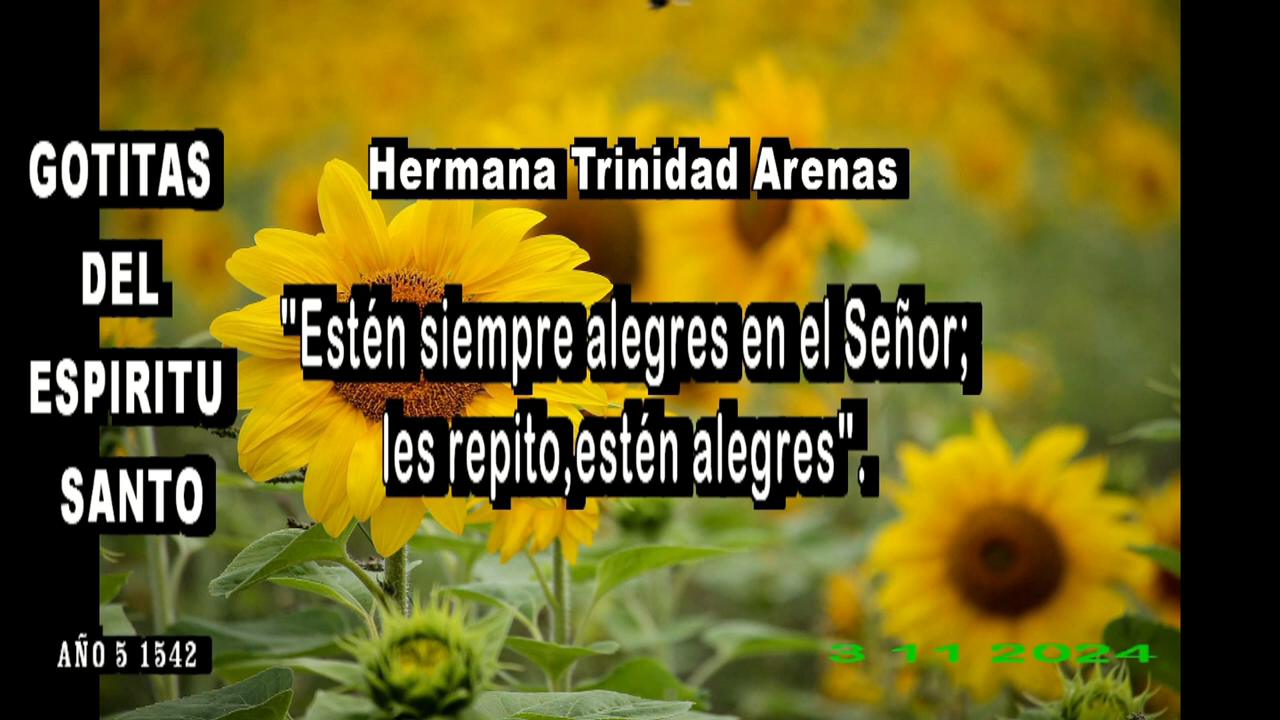 GOTITAS
DEL
ESPIRITU
SANTO
AÑO 5 1542
Hermana Trinidad Arenas
"Estén siempre alegres en el Señor;
les repito,estén alegres".
3 11 2024